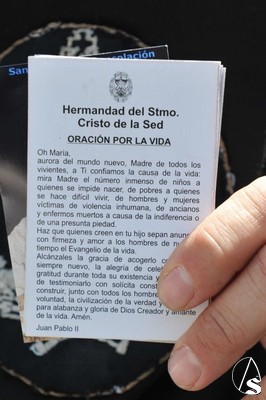 San
solación
Hermandad del Stmo.
Cristo de la Sed
ORACIÓN POR LA VIDA
Oh María,
aurora del mundo nuevo, Madre de todos los
vivientes, a Ti confiamos la causa de la vida:
mira Madre el número inmenso de niños a
quienes se impide nacer, de pobres a quienes
se hace difícil vivir, de hombres y mujeres
víctimas de violencia inhumana, de ancianos
y enfermos muertos a causa de la indiferencia o
de una presunta piedad.
Haz que quienes creen en tu hijo sepan anunc
con firmeza y amor a los hombres de nu
tiempo el Evangelio de la vida.
Alcánzales la gracia de acogerlo c
siempre nuevo, la alegría de cele
gratitud durante toda su existencia y
de testimoniarlo con solícita const
construir, junto con todos los hombre
voluntad, la civilización de la verdad y
para alabanza y gloria de Dios Creador y amante
de la vida. Amén.
Juan Pablo II